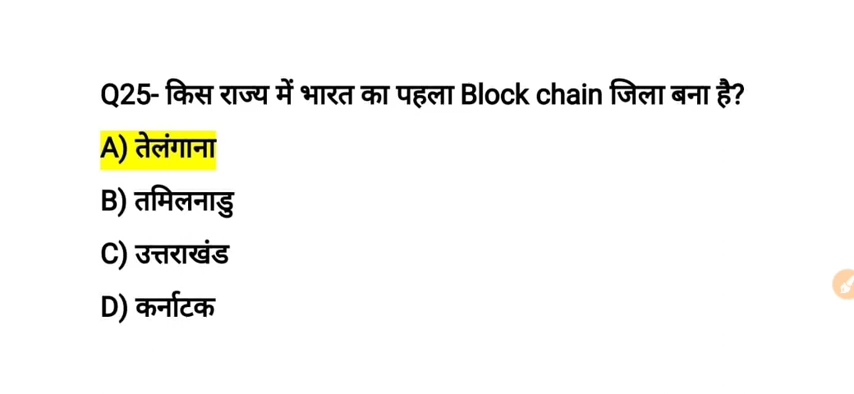 Q25- किस राज्य में भारत का पहला Block chain जिला बना है?
A) तेलंगाना
B) तमिलनाडु
C) उत्तराखंड
D) कर्नाटक